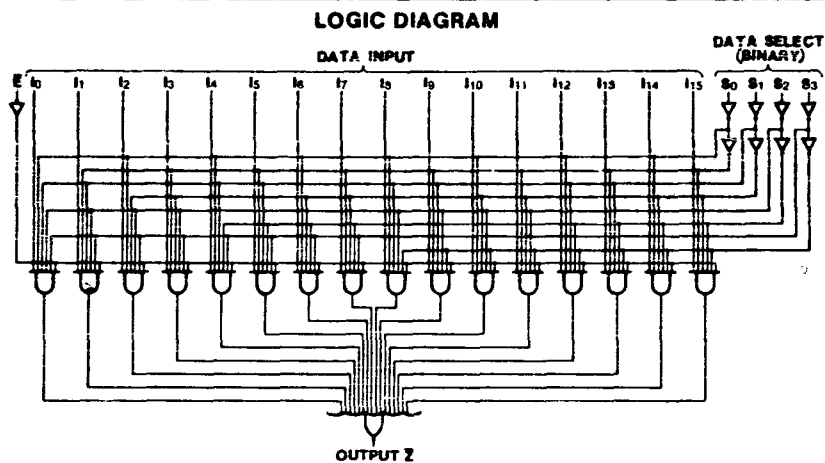 LOGIC DIAGRAM
DATA INPUT
DATA SELECT
(BINARY)
E I0 I1 I2 I3 I4 I5 I6 I7 I8 I9 I10 I11 I12 I13 I14 I15 S0 S1 S2 S3
OUTPUT Z̅